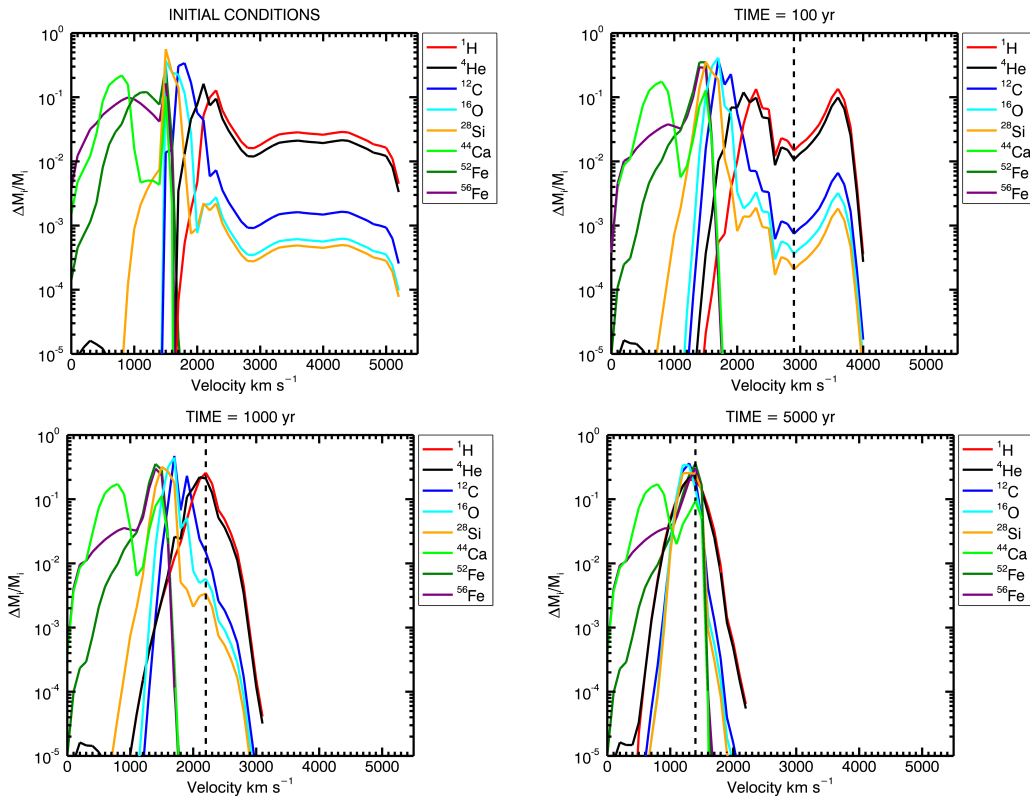 INITIAL CONDITIONS
ΔMᵢ/Mᵢ
10⁰
10⁻¹
10⁻²
10⁻³
10⁻⁴
10⁻⁵
0 1000 2000 3000 4000 5000
Velocity km s⁻¹
¹H
⁴He
¹²C
¹⁶O
²⁸Si
⁴⁴Ca
⁵²Fe
⁵⁶Fe
TIME = 100 yr
ΔMᵢ/Mᵢ
10⁰
10⁻¹
10⁻²
10⁻³
10⁻⁴
10⁻⁵
0 1000 2000 3000 4000 5000
Velocity km s⁻¹
¹H
⁴He
¹²C
¹⁶O
²⁸Si
⁴⁴Ca
⁵²Fe
⁵⁶Fe
TIME = 1000 yr
ΔMᵢ/Mᵢ
10⁰
10⁻¹
10⁻²
10⁻³
10⁻⁴
10⁻⁵
0 1000 2000 3000 4000 5000
Velocity km s⁻¹
¹H
⁴He
¹²C
¹⁶O
²⁸Si
⁴⁴Ca
⁵²Fe
⁵⁶Fe
TIME = 5000 yr
ΔMᵢ/Mᵢ
10⁰
10⁻¹
10⁻²
10⁻³
10⁻⁴
10⁻⁵
0 1000 2000 3000 4000 5000
Velocity km s⁻¹
¹H
⁴He
¹²C
¹⁶O
²⁸Si
⁴⁴Ca
⁵²Fe
⁵⁶Fe